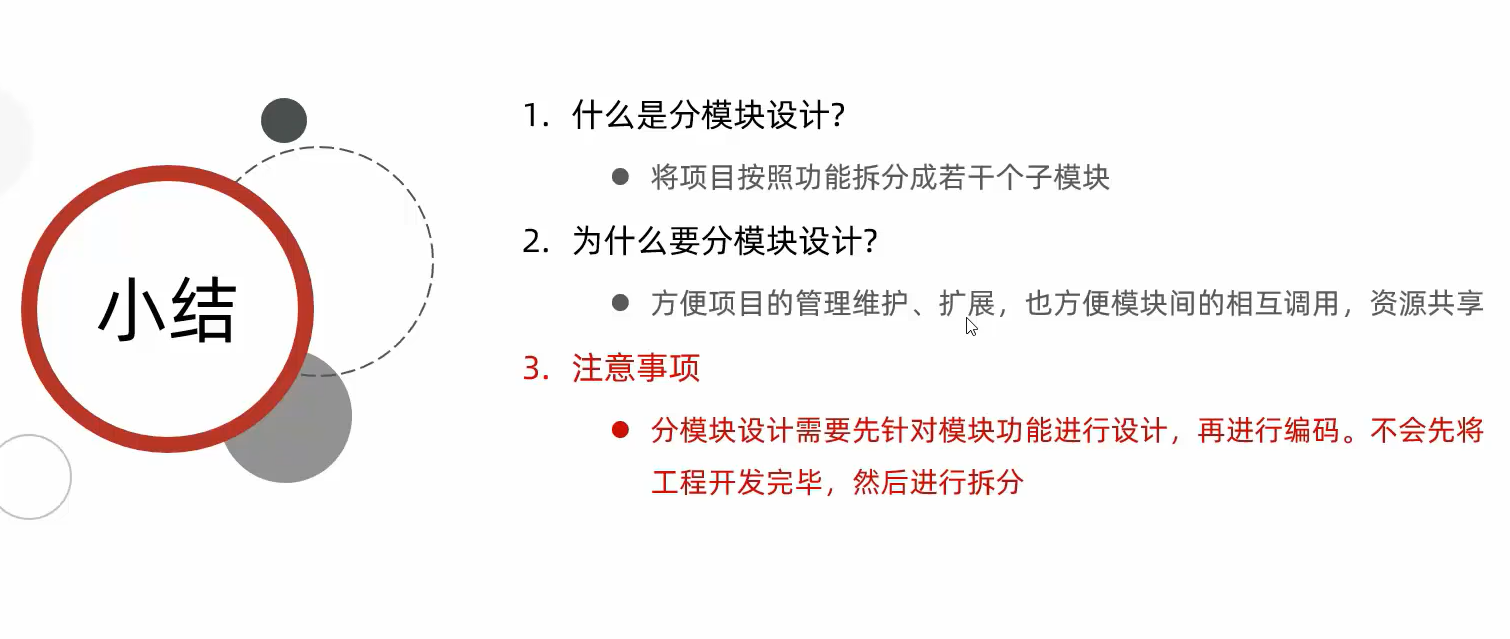 小结
1. 什么是分模块设计?
● 将项目按照功能拆分成若干个子模块
2. 为什么要分模块设计?
● 方便项目的管理维护、扩展，也方便模块间的相互调用，资源共享
3. 注意事项
● 分模块设计需要先针对模块功能进行设计，再进行编码。不会先将
工程开发完毕，然后进行拆分